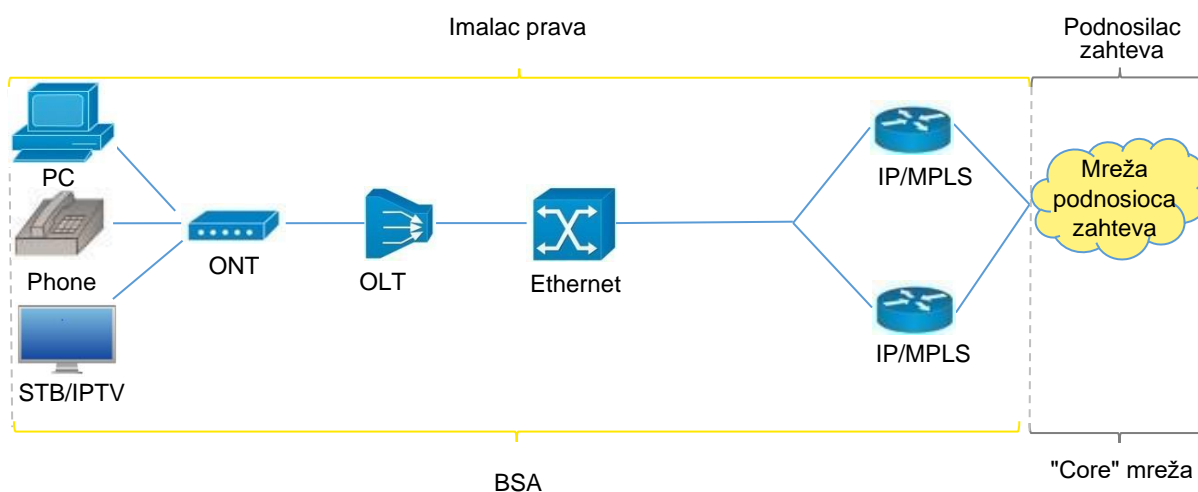 Imalac prava
Podnosilac
zahteva
PC
Phone
STB/IPTV
ONT
OLT
Ethernet
IP/MPLS
IP/MPLS
Mreža
podnosioca
zahteva
BSA
"Core" mreža